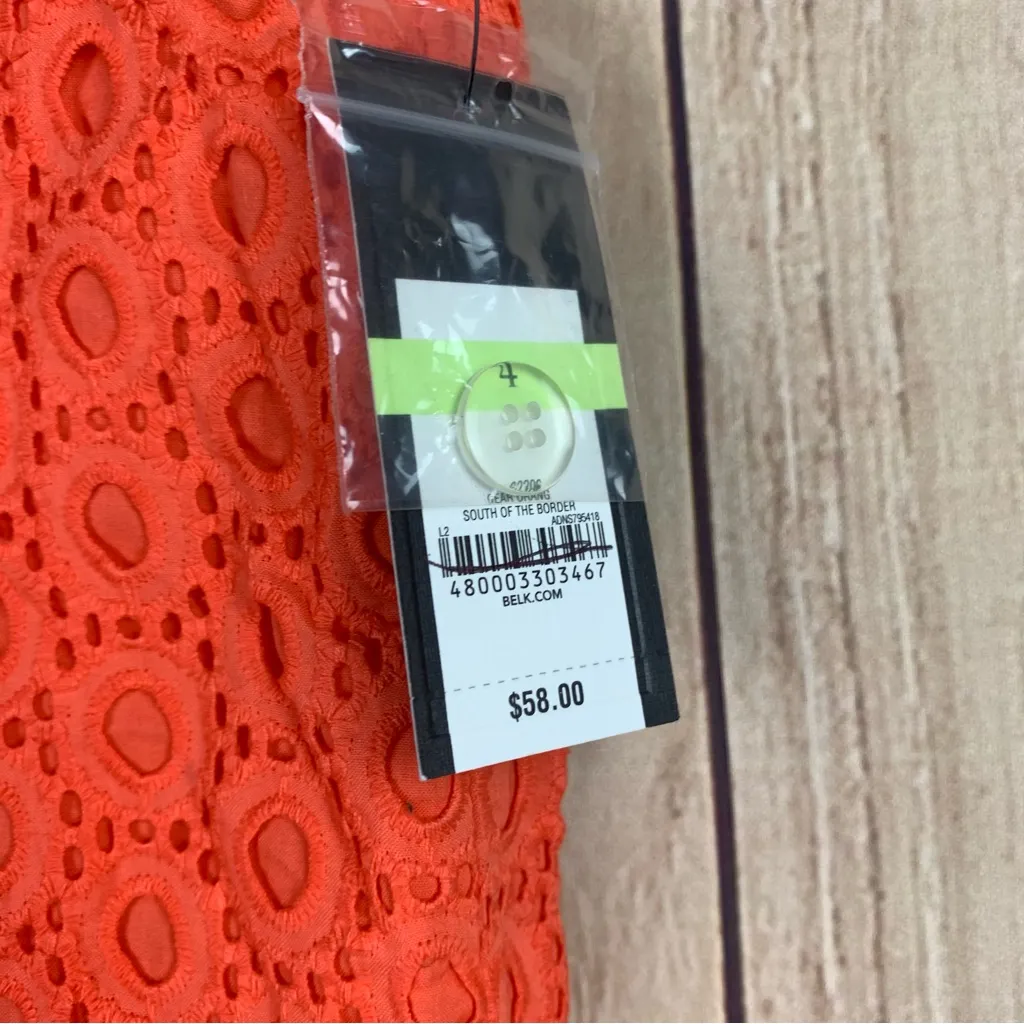 4
GEAR ORANG
SOUTH OF THE BORDER
L2 ADNS795418
480003303467
BELK.COM
$58.00